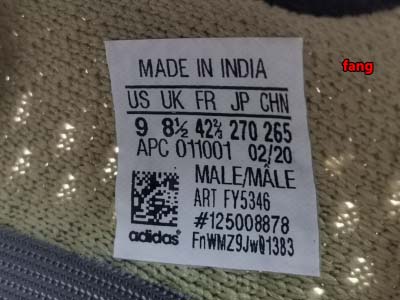 fang
MADE IN INDIA
US UK FR JP CHN
9 8½ 42⅔ 270 265
APC 011001 02/20
MALE/MÂLE
ART FY5346
#125008878
adidas FnWMZ9JwQ1383